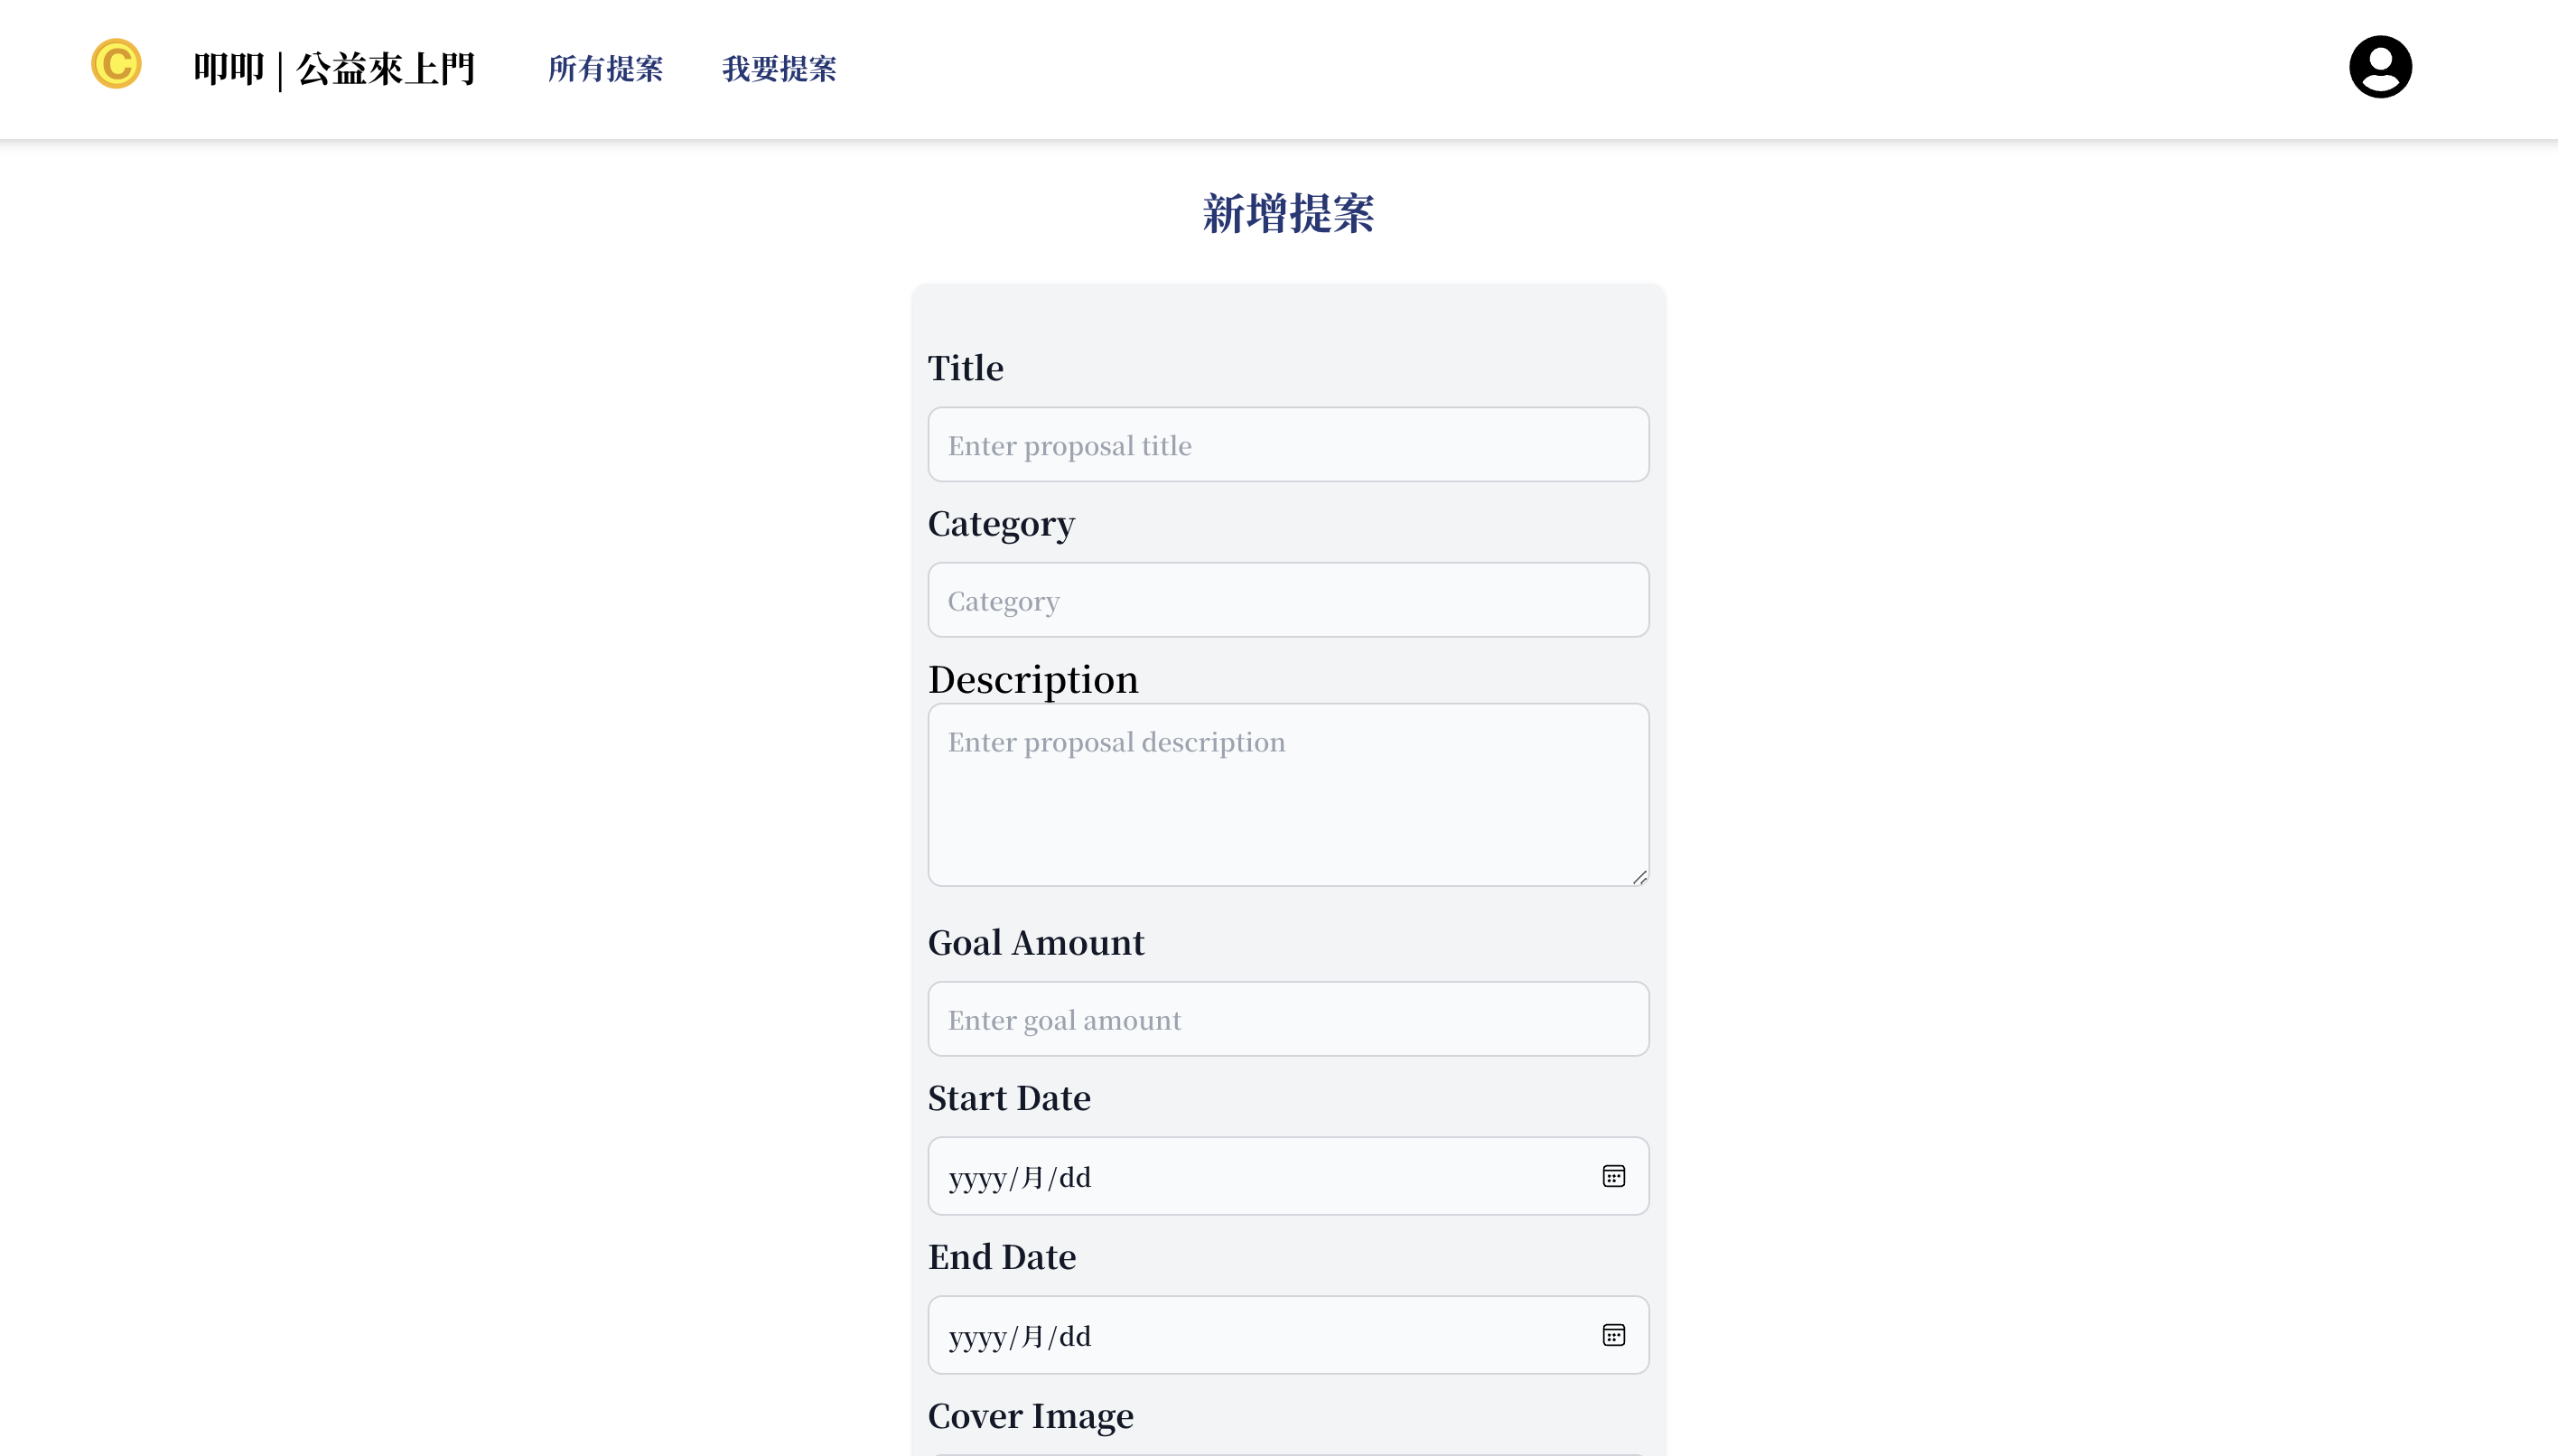 C
叩叩 | 公益來上門 所有提案 我要提案
新增提案
Title
Enter proposal title
Category
Category
Description
Enter proposal description
Goal Amount
Enter goal amount
Start Date
yyyy/月/dd
End Date
yyyy/月/dd
Cover Image